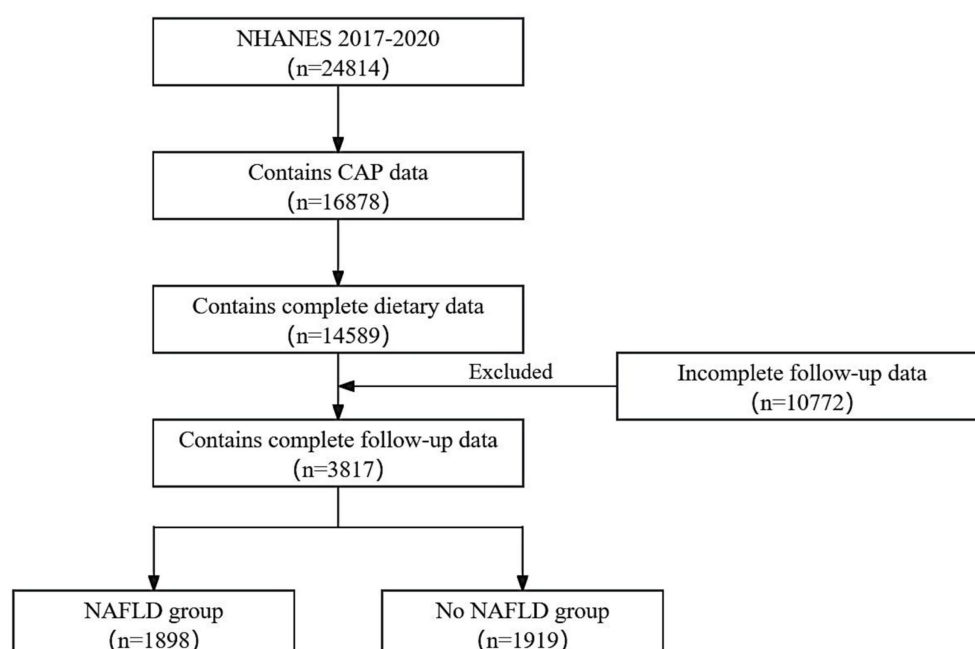 NHANES 2017-2020
(n=24814)
Contains CAP data
(n=16878)
Contains complete dietary data
(n=14589)
Excluded
Incomplete follow-up data
(n=10772)
Contains complete follow-up data
(n=3817)
NAFLD group
(n=1898)
No NAFLD group
(n=1919)